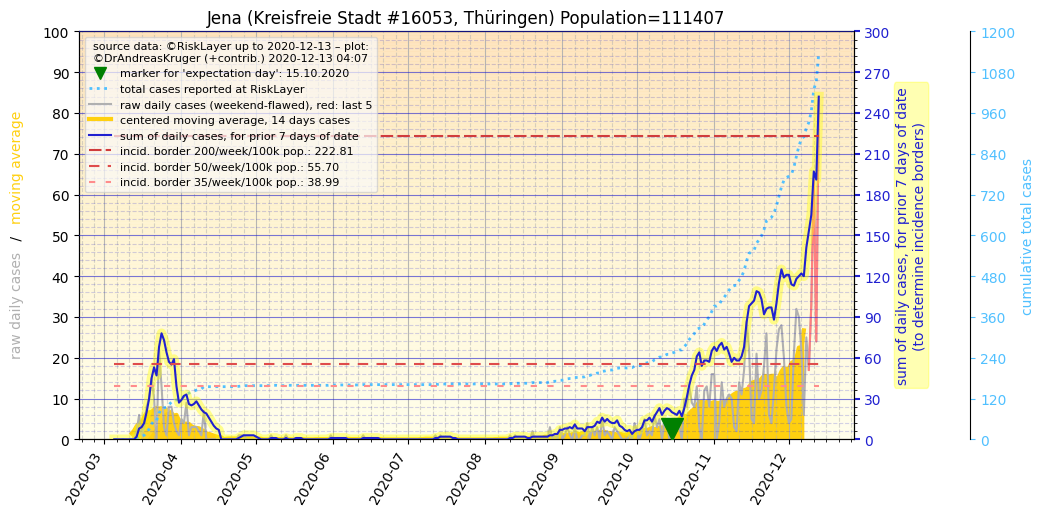 Jena (Kreisfreie Stadt #16053, Thüringen) Population=111407
source data: ©RiskLayer up to 2020-12-13 – plot:
©DrAndreasKruger (+contrib.) 2020-12-13 04:07
marker for 'expectation day': 15.10.2020
total cases reported at RiskLayer
raw daily cases (weekend-flawed), red: last 5
centered moving average, 14 days cases
sum of daily cases, for prior 7 days of date
incid. border 200/week/100k pop.: 222.81
incid. border 50/week/100k pop.: 55.70
incid. border 35/week/100k pop.: 38.99
raw daily cases / moving average
100
90
80
70
60
50
40
30
20
10
0
300
270
240
210
180
150
120
90
60
30
0
sum of daily cases, for prior 7 days of date
(to determine incidence borders)
1200
1080
960
840
720
600
480
360
240
120
0
cumulative total cases
2020-03
2020-04
2020-05
2020-06
2020-07
2020-08
2020-09
2020-10
2020-11
2020-12